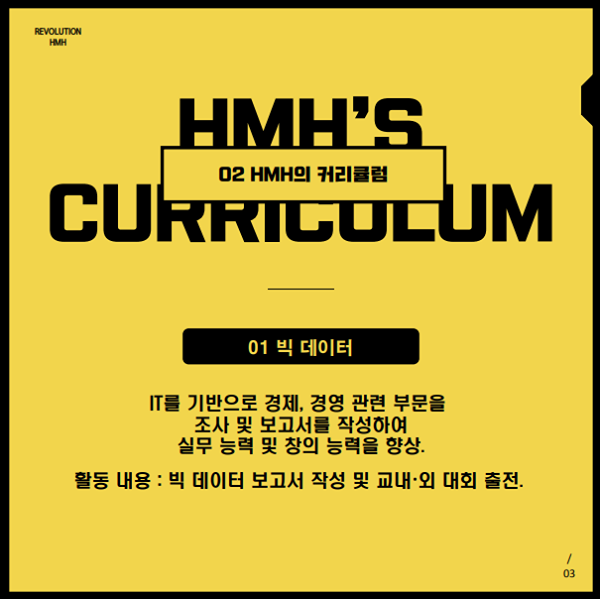 REVOLUTION
HMH
HMH'S
02 HMH의 커리큘럼
CURRICULUM
01 빅 데이터
IT를 기반으로 경제, 경영 관련 부문을
조사 및 보고서를 작성하여
실무 능력 및 창의 능력을 향상.
활동 내용 : 빅 데이터 보고서 작성 및 교내·외 대회 출전.
/
03